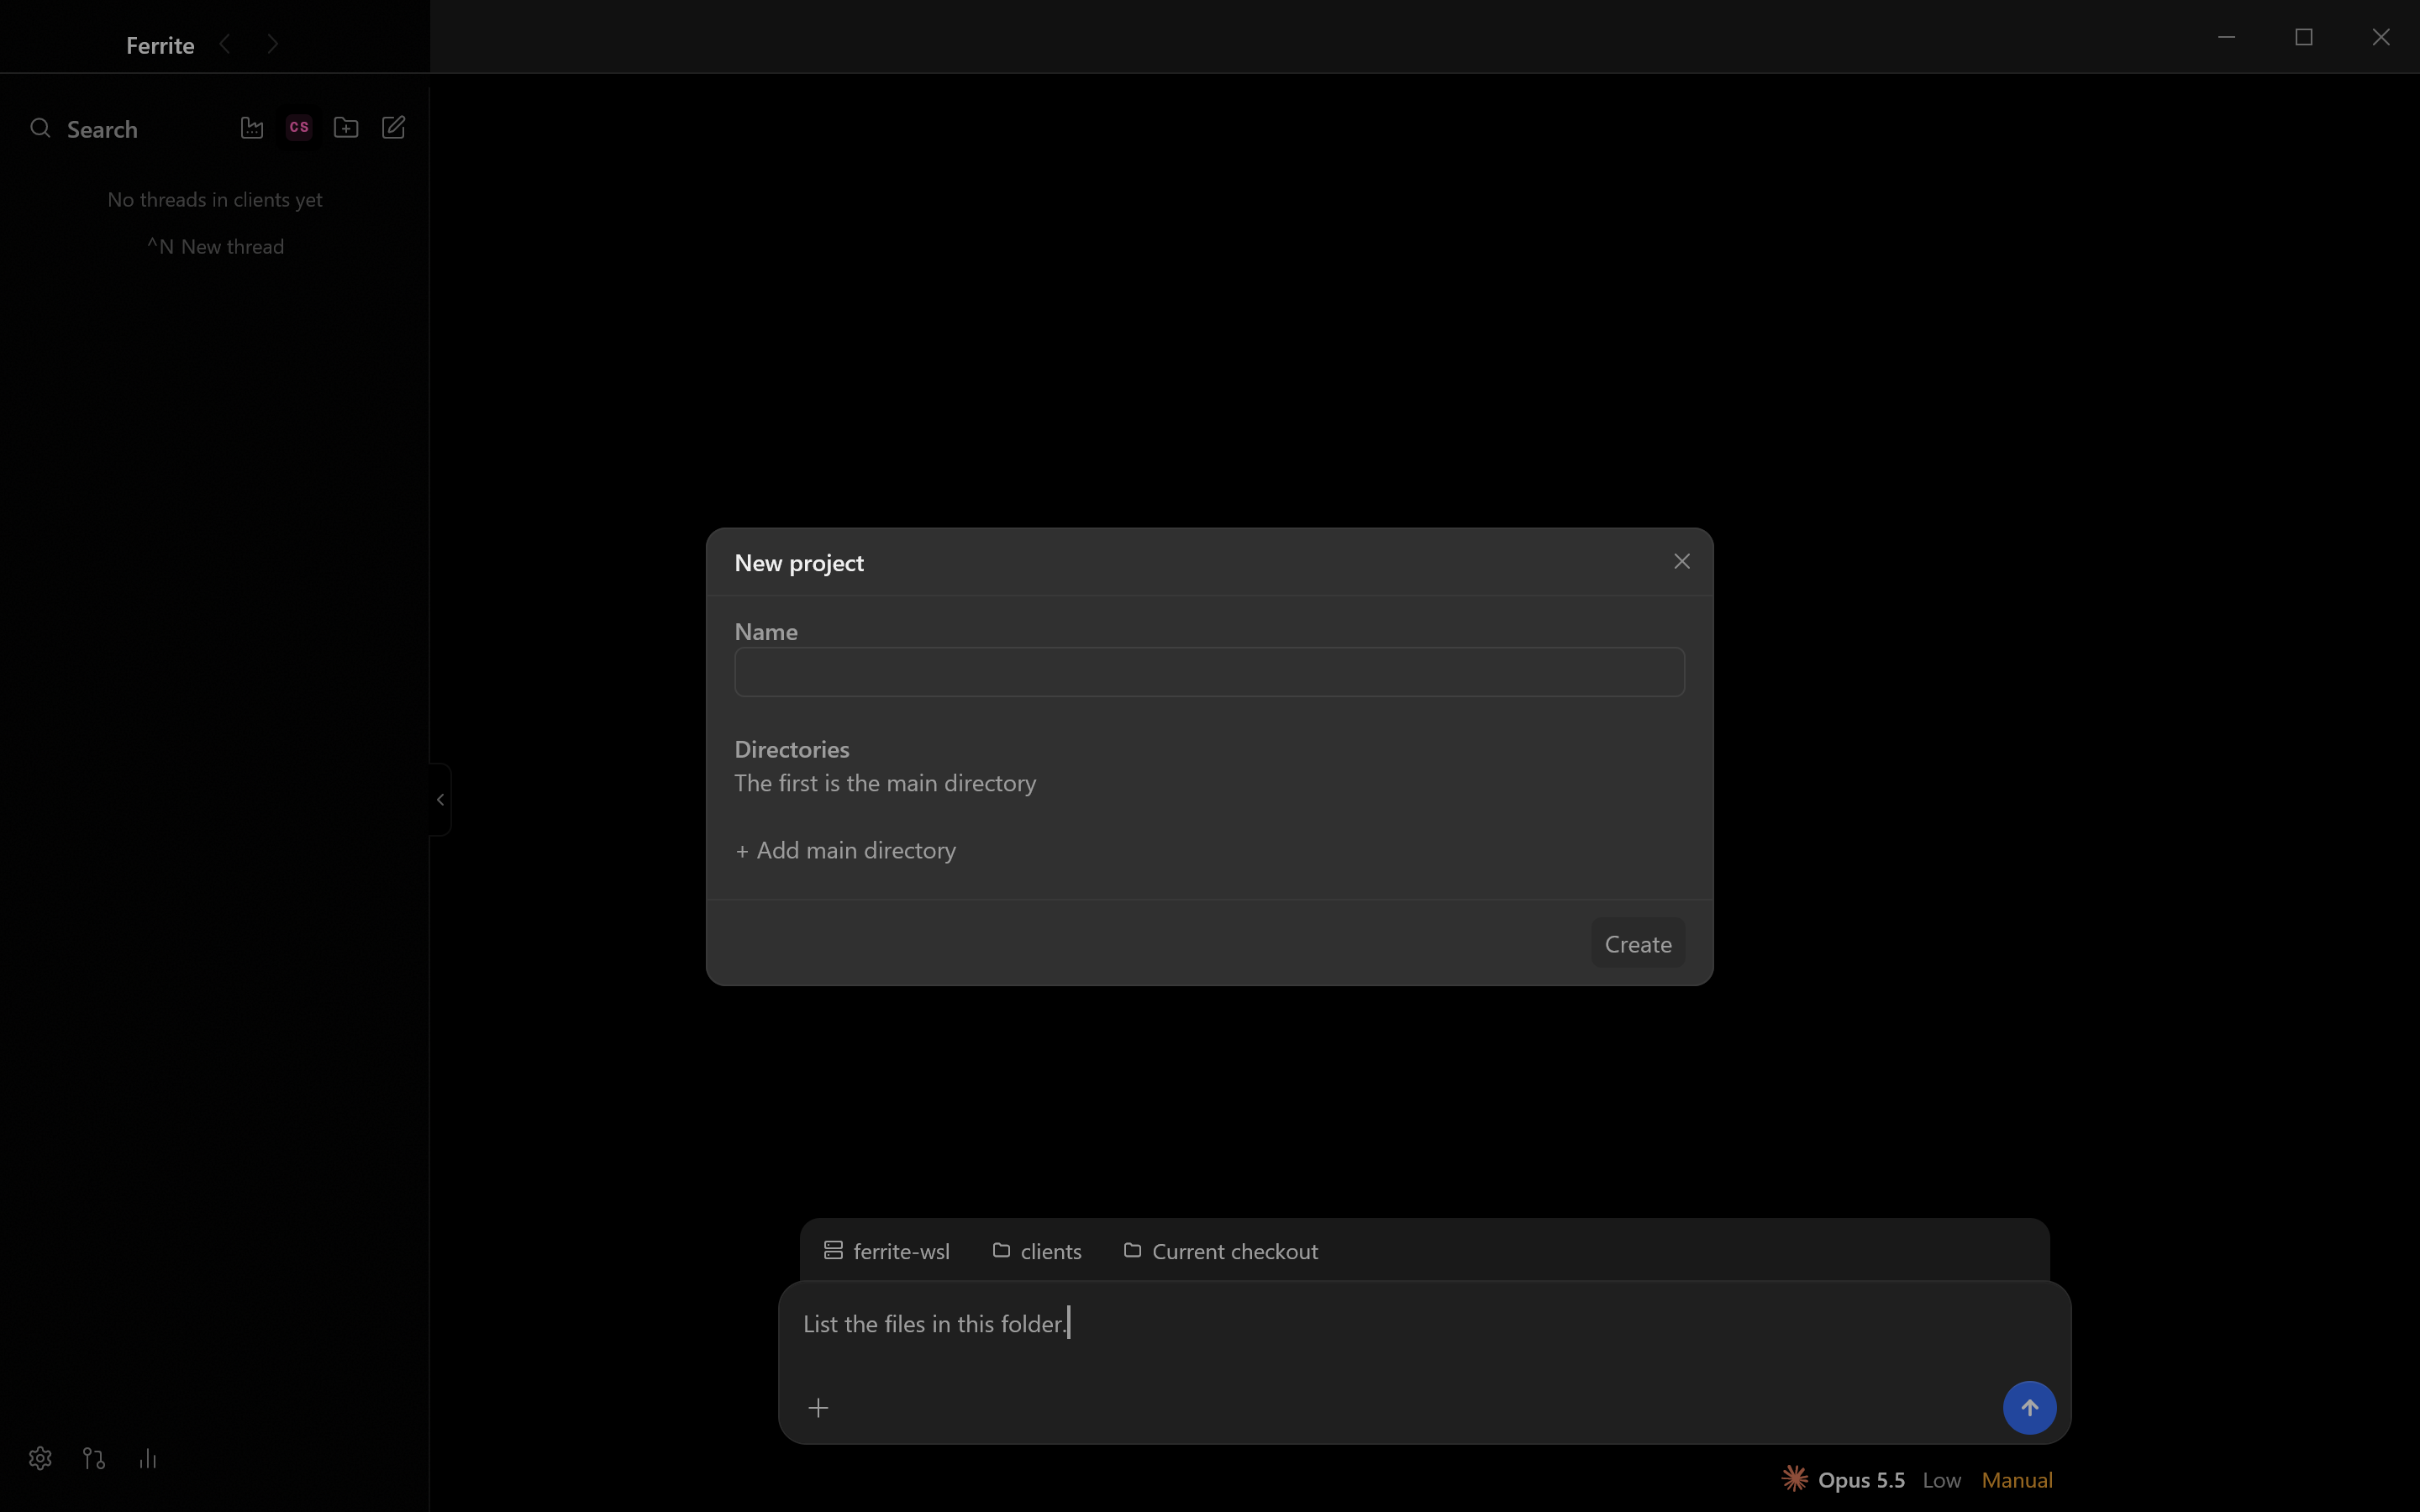 Ferrite
Search
CS
No threads in clients yet
^N New thread
New project
Name
Directories
The first is the main directory
+ Add main directory
Create
ferrite-wsl
clients
Current checkout
List the files in this folder.
Opus 5.5 Low Manual